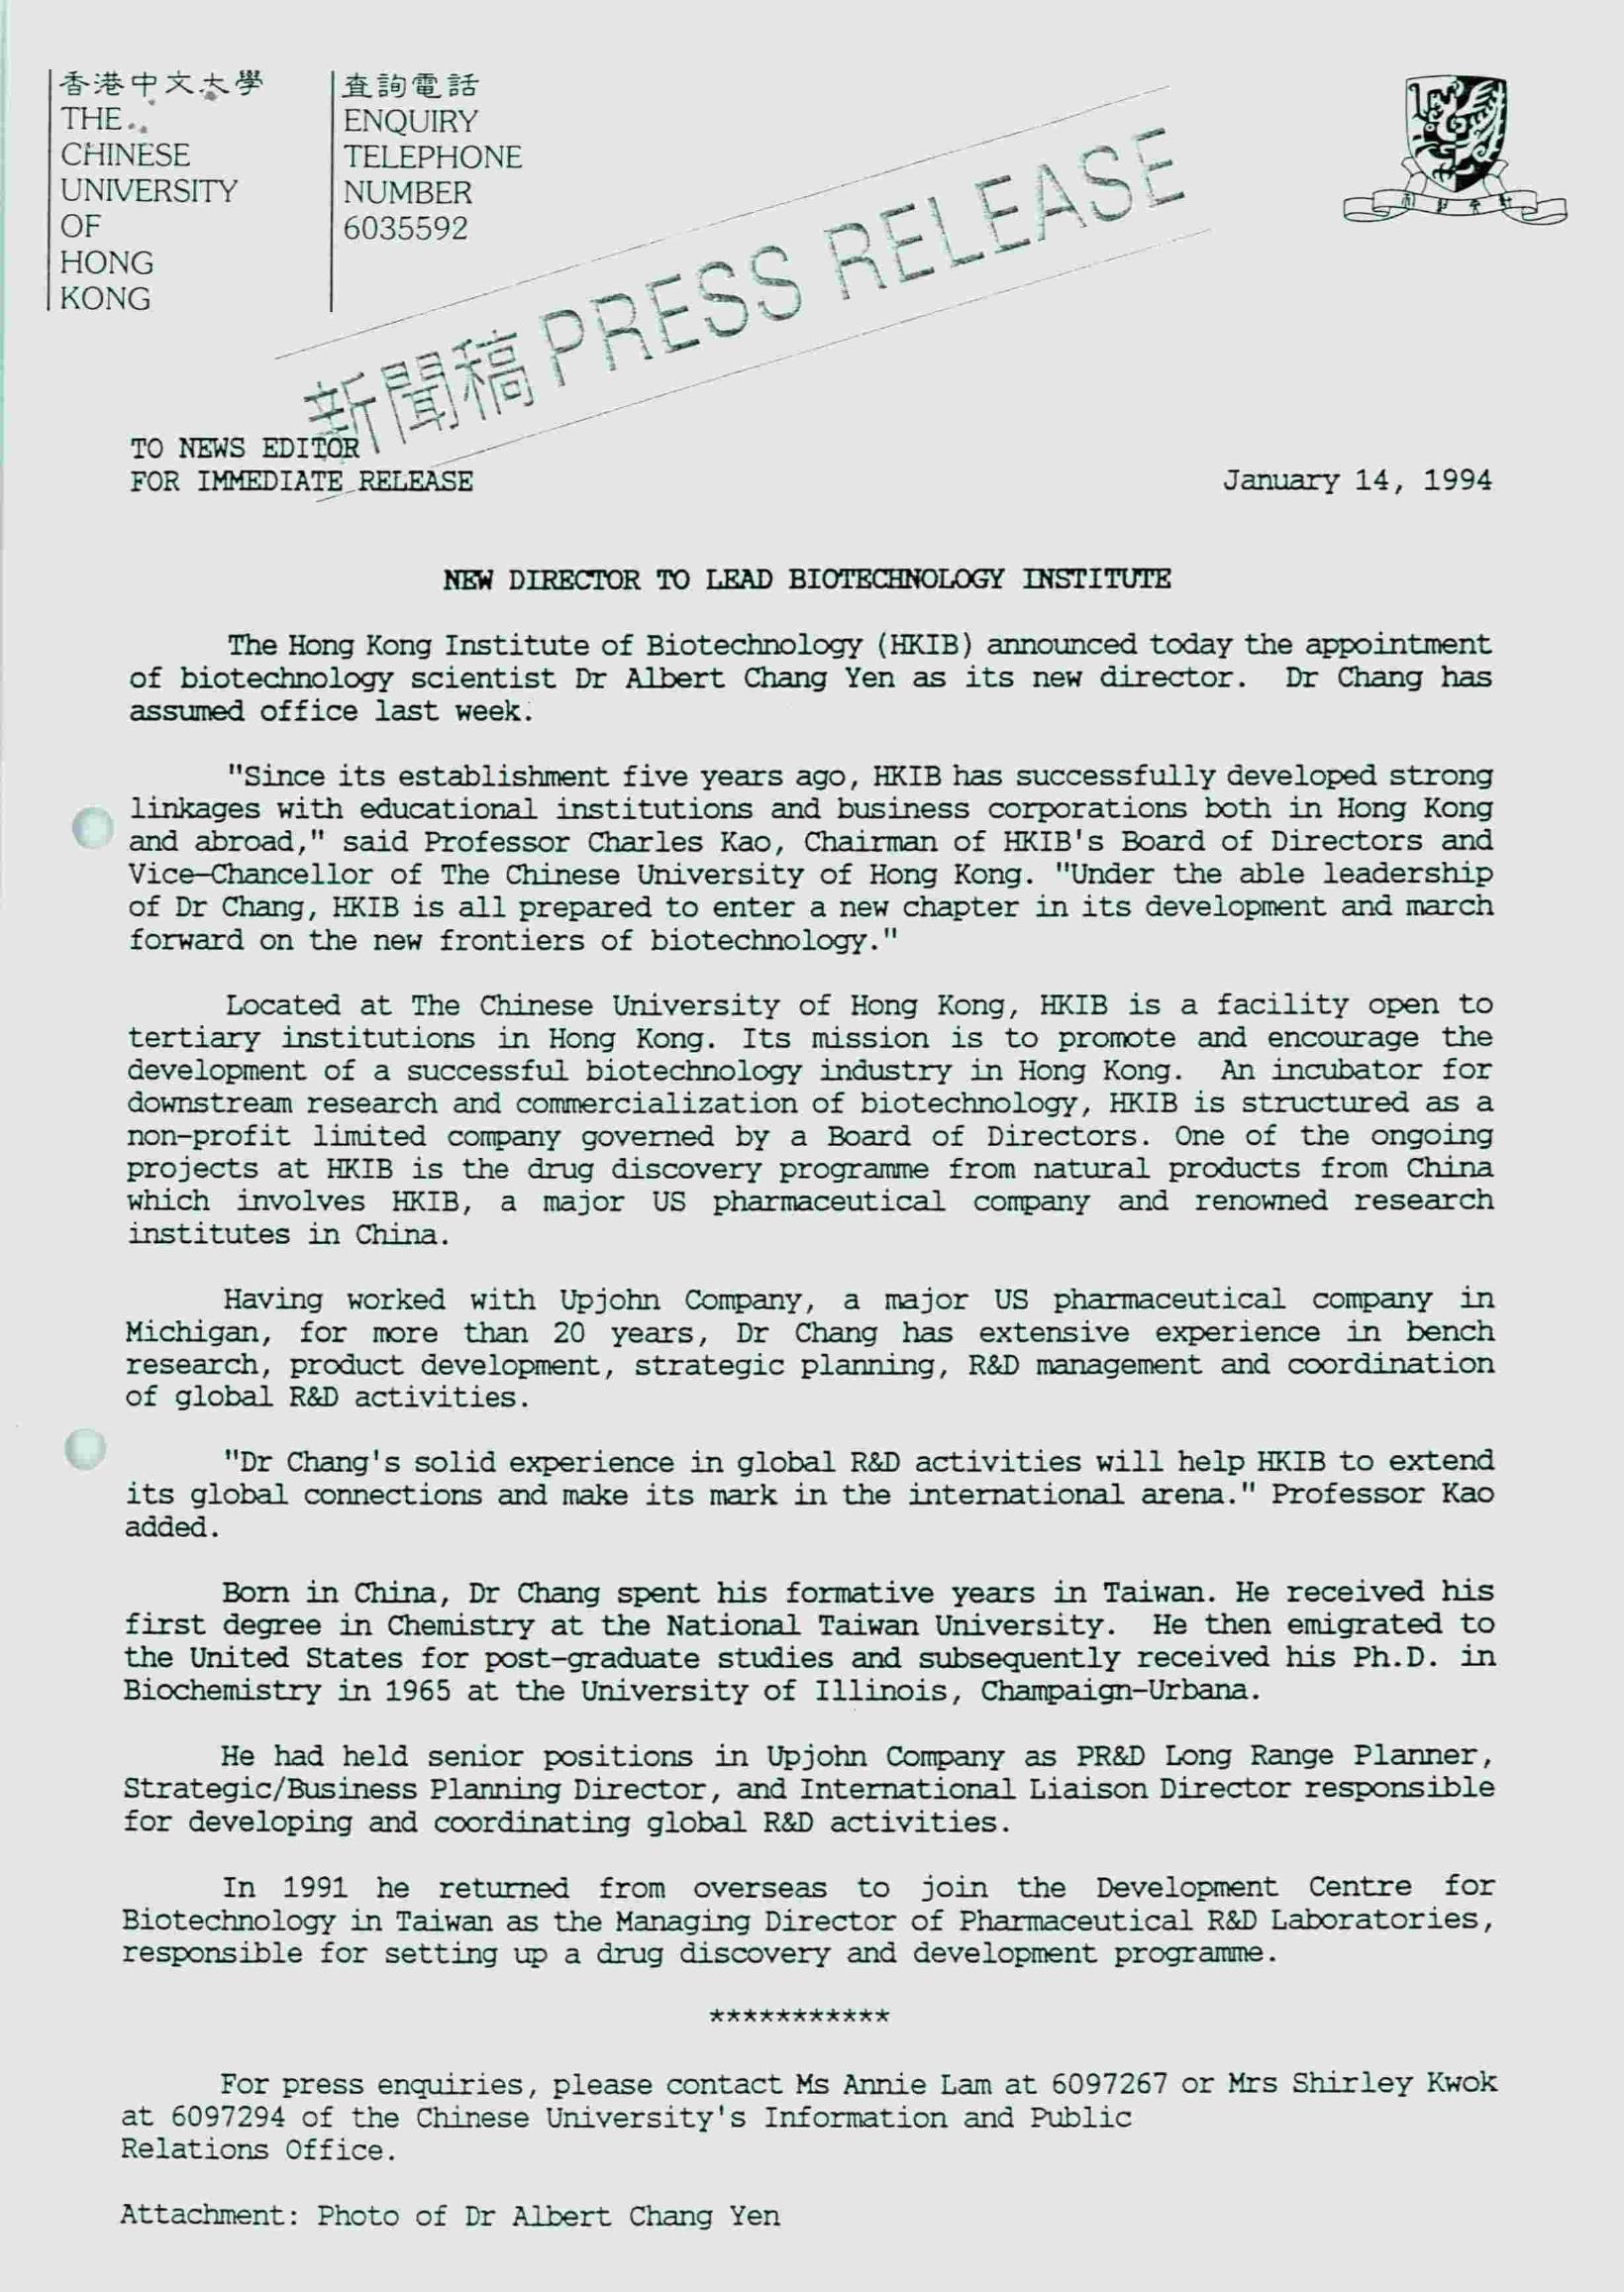 香港中文大學
THE
CHINESE
UNIVERSITY
OF
HONG
KONG
查詢電話
ENQUIRY
TELEPHONE
NUMBER
6035592
新聞稿 PRESS RELEASE
TO NEWS EDITOR
FOR IMMEDIATE RELEASE
January 14, 1994
NEW DIRECTOR TO LEAD BIOTECHNOLOGY INSTITUTE
The Hong Kong Institute of Biotechnology (HKIB) announced today the appointment
of biotechnology scientist Dr Albert Chang Yen as its new director. Dr Chang has
assumed office last week.
"Since its establishment five years ago, HKIB has successfully developed strong
linkages with educational institutions and business corporations both in Hong Kong
and abroad," said Professor Charles Kao, Chairman of HKIB's Board of Directors and
Vice-Chancellor of The Chinese University of Hong Kong. "Under the able leadership
of Dr Chang, HKIB is all prepared to enter a new chapter in its development and march
forward on the new frontiers of biotechnology."
Located at The Chinese University of Hong Kong, HKIB is a facility open to
tertiary institutions in Hong Kong. Its mission is to promote and encourage the
development of a successful biotechnology industry in Hong Kong. An incubator for
downstream research and commercialization of biotechnology, HKIB is structured as a
non-profit limited company governed by a Board of Directors. One of the ongoing
projects at HKIB is the drug discovery programme from natural products from China
which involves HKIB, a major US pharmaceutical company and renowned research
institutes in China.
Having worked with Upjohn Company, a major US pharmaceutical company in
Michigan, for more than 20 years, Dr Chang has extensive experience in bench
research, product development, strategic planning, R&D management and coordination
of global R&D activities.
"Dr Chang's solid experience in global R&D activities will help HKIB to extend
its global connections and make its mark in the international arena." Professor Kao
added.
Born in China, Dr Chang spent his formative years in Taiwan. He received his
first degree in Chemistry at the National Taiwan University. He then emigrated to
the United States for post-graduate studies and subsequently received his Ph.D. in
Biochemistry in 1965 at the University of Illinois, Champaign-Urbana.
He had held senior positions in Upjohn Company as PR&D Long Range Planner,
Strategic/Business Planning Director, and International Liaison Director responsible
for developing and coordinating global R&D activities.
In 1991 he returned from overseas to join the Development Centre for
Biotechnology in Taiwan as the Managing Director of Pharmaceutical R&D Laboratories,
responsible for setting up a drug discovery and development programme.
***********
For press enquiries, please contact Ms Annie Lam at 6097267 or Mrs Shirley Kwok
at 6097294 of the Chinese University's Information and Public
Relations Office.
Attachment: Photo of Dr Albert Chang Yen